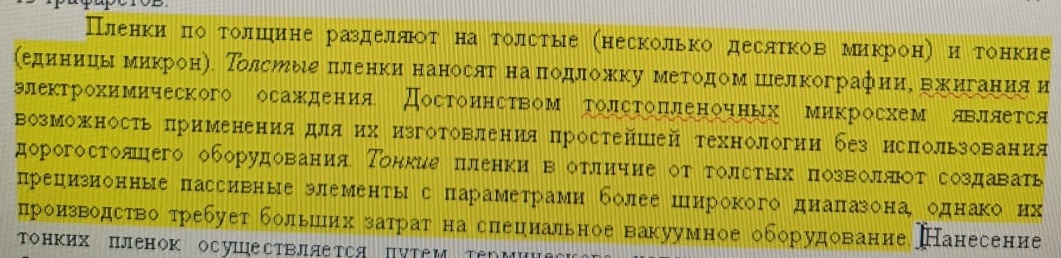 Пленки по толщине разделяют на толстые (несколько десятков микрон) и тонкие
(единицы микрон). Толстые пленки наносят на подложку методом шелкографии, вжигания и
электрохимического осаждения. Достоинством толстопленочных микросхем является
возможность применения для их изготовления простейшей технологии без использования
дорогостоящего оборудования. Тонкие пленки в отличие от толстых позволяют создавать
прецизионные пассивные элементы с параметрами более широкого диапазона, однако их
производство требует больших затрат на специальное вакуумное оборудование. Нанесение
тонких пленок осуществляется путем